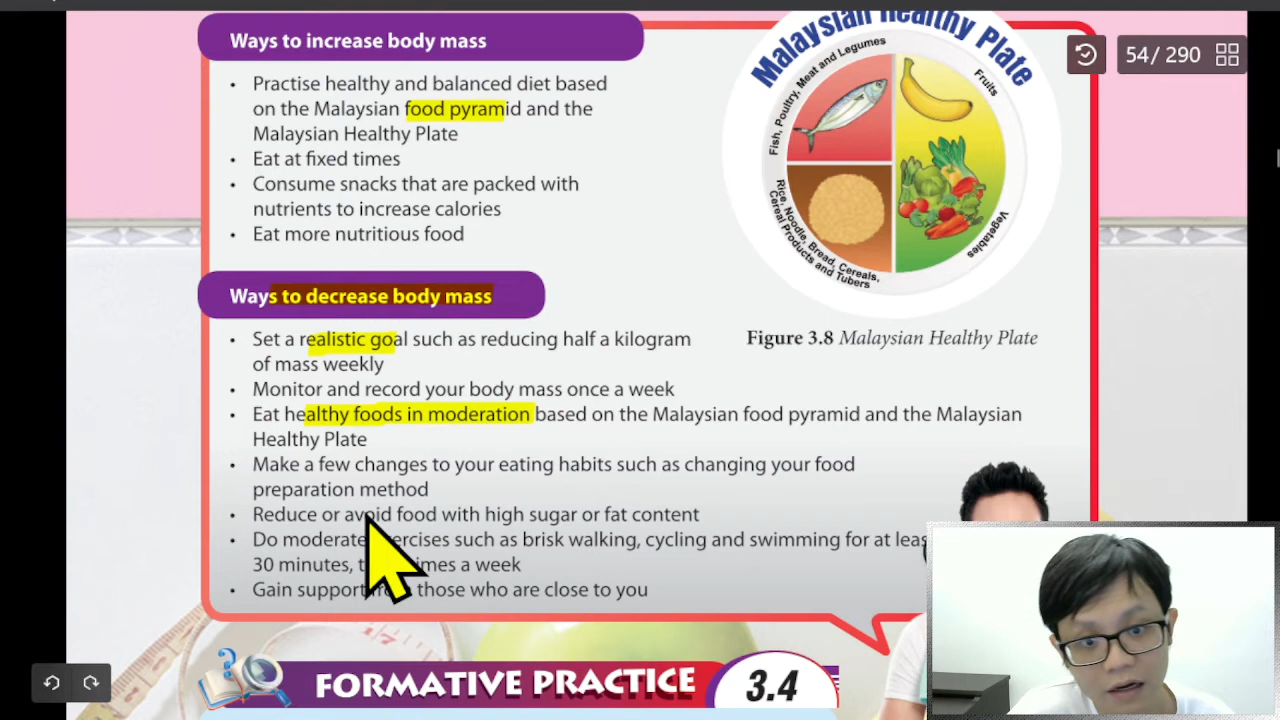 Ways to increase body mass
• Practise healthy and balanced diet based
on the Malaysian food pyramid and the
Malaysian Healthy Plate
• Eat at fixed times
• Consume snacks that are packed with
nutrients to increase calories
• Eat more nutritious food
Malaysian Healthy Plate
Fish, Poultry, Meat and Legumes
Fruits
Rice, Noodle, Bread, Cereals,
Cereal Products and Tubers
Vegetables
Figure 3.8 Malaysian Healthy Plate
54/ 290
Ways to decrease body mass
• Set a realistic goal such as reducing half a kilogram
of mass weekly
• Monitor and record your body mass once a week
• Eat healthy foods in moderation based on the Malaysian food pyramid and the Malaysian
Healthy Plate
• Make a few changes to your eating habits such as changing your food
preparation method
• Reduce or avoid food with high sugar or fat content
• Do moderate exercises such as brisk walking, cycling and swimming for at
30 minutes, times a week
• Gain support those who are close to you
FORMATIVE PRACTICE 3.4